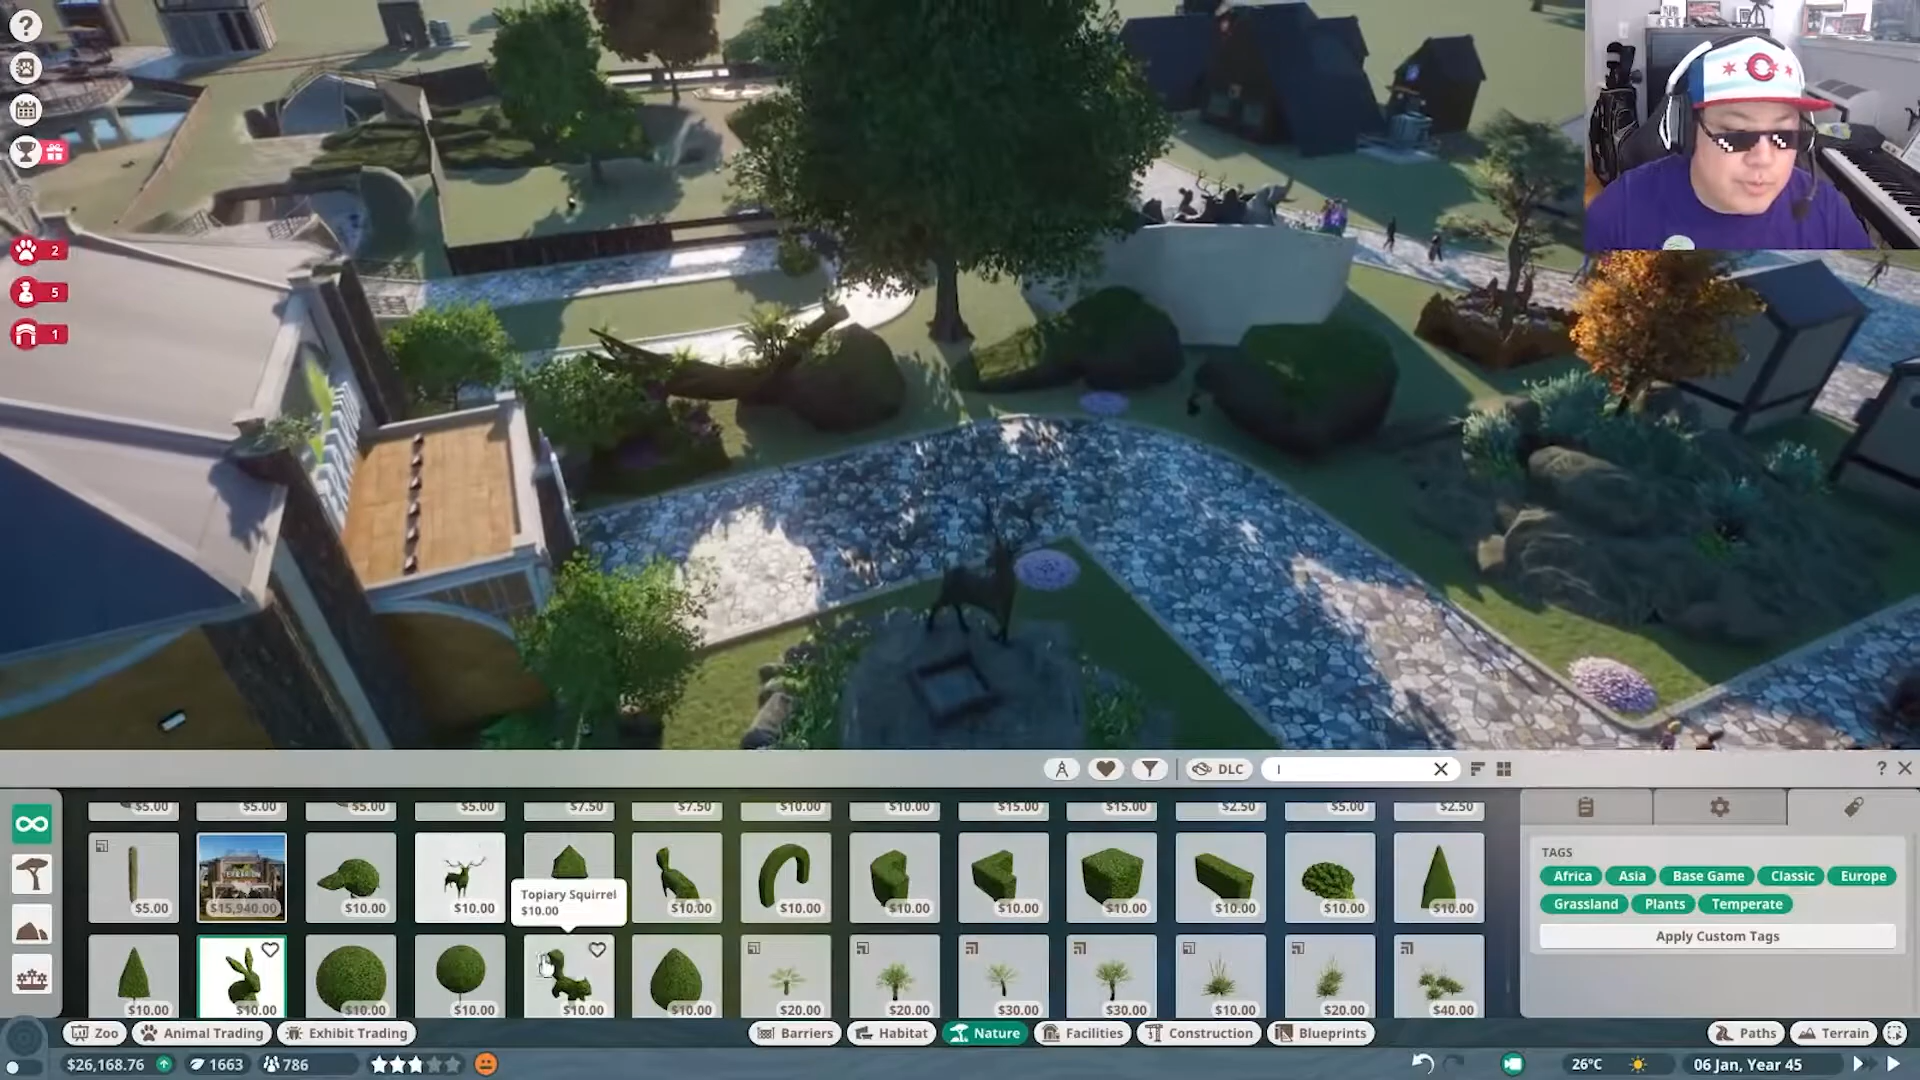 ?
2
5
1
DLC
l
?
$5.00 $5.00 $5.00 $5.00 $7.50 $7.50 $10.00 $10.00 $15.00 $15.00 $2.50 $5.00 $2.50
$5.00 $15,940.00 $10.00 $10.00 $10.00 $10.00 $10.00 $10.00 $10.00 $10.00 $10.00 $10.00
Topiary Squirrel
$10.00
$10.00 $10.00 $10.00 $10.00 $10.00 $10.00 $20.00 $20.00 $30.00 $30.00 $10.00 $20.00 $40.00
TAGS
Africa Asia Base Game Classic Europe
Grassland Plants Temperate
Apply Custom Tags
Zoo Animal Trading Exhibit Trading Barriers Habitat Nature Facilities Construction Blueprints Paths Terrain
$26,168.76 1663 786 26°C 06 Jan, Year 45